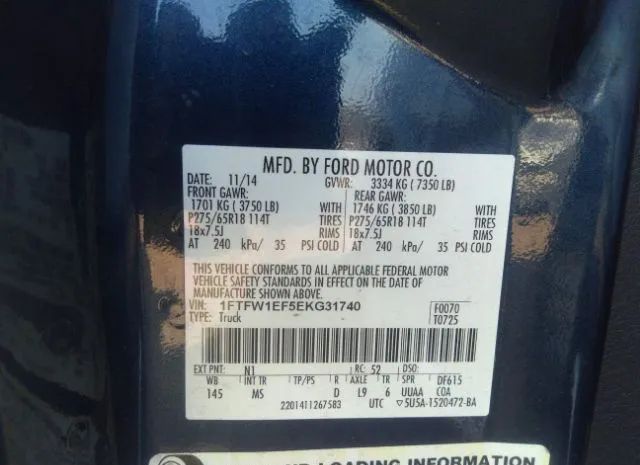 MFD. BY FORD MOTOR CO.
DATE: 11/14 GVWR: 3334 KG (7350 LB)
FRONT GAWR: REAR GAWR:
1701 KG (3750 LB) WITH 1746 KG (3850 LB) WITH
P275/65R18 114T TIRES P275/65R18 114T TIRES
18x7.5J RIMS 18x7.5J RIMS
AT 240 kPa/ 35 PSI COLD AT 240 kPa/ 35 PSI COLD
THIS VEHICLE CONFORMS TO ALL APPLICABLE FEDERAL MOTOR
VEHICLE SAFETY STANDARDS IN EFFECT ON THE DATE OF
MANUFACTURE SHOWN ABOVE.
VIN: 1FTFW1EF5EKG31740 F0070
TYPE: Truck T0725
EXT PNT: N1 RC: 52 DSO:
WB INT TR TP/PS R AXLE TR SPR DF615
145 MS D L9 6 UUAA COA
2201411267583 UTC ▽5U5A-1520472-BA
LOADING INFORMATION